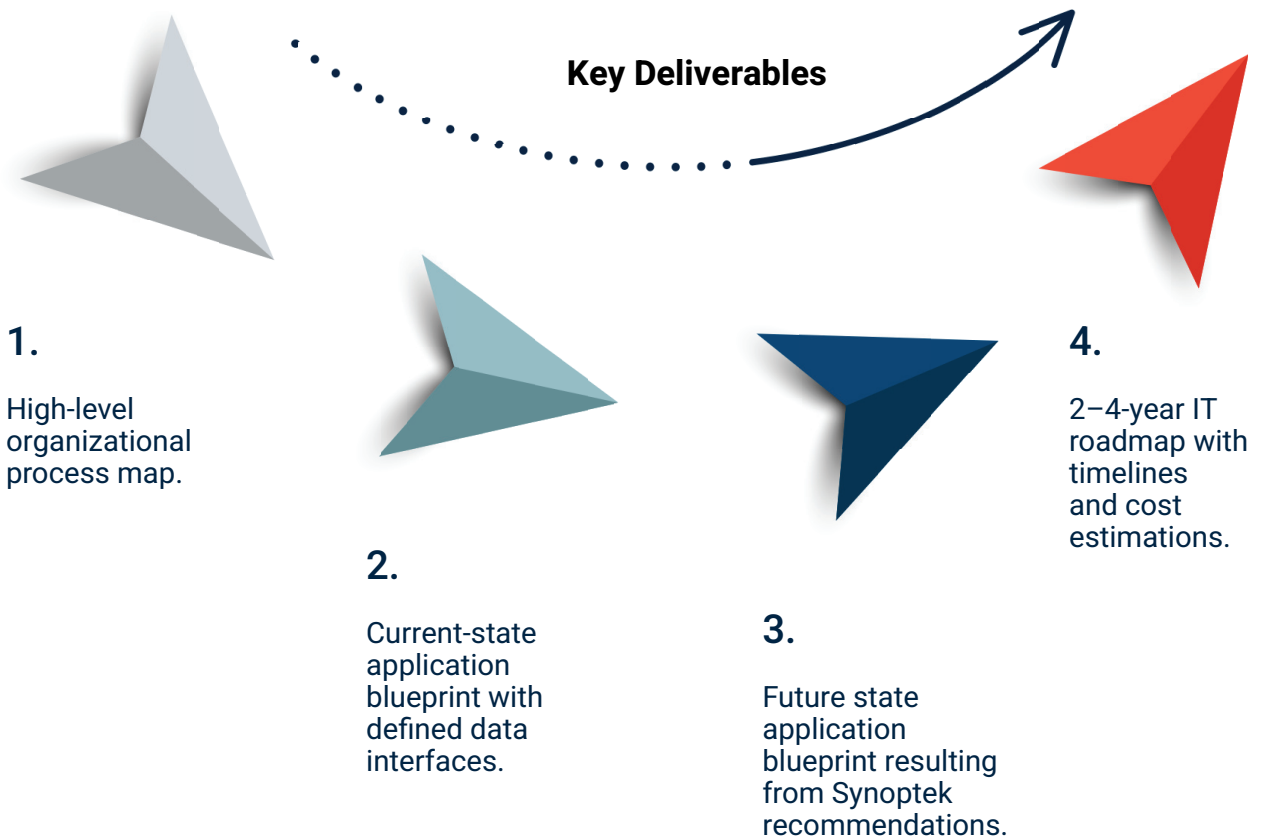 Key Deliverables
1.
High-level
organizational
process map.
2.
Current-state
application
blueprint with
defined data
interfaces.
3.
Future state
application
blueprint resulting
from Synoptek
recommendations.
4.
2–4-year IT
roadmap with
timelines
and cost
estimations.